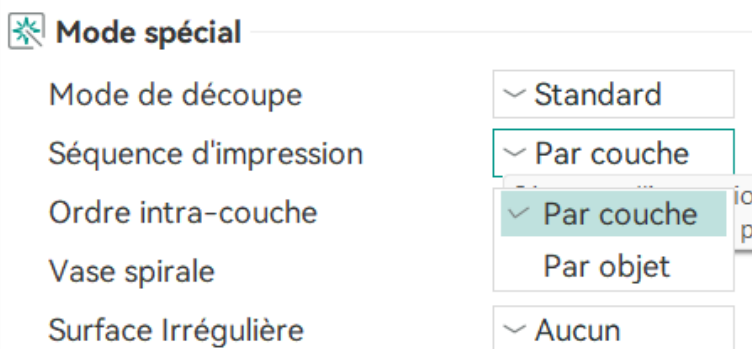 Mode spécial
Mode de découpe
Standard
Séquence d'impression
Par couche
Ordre intra-couche
Par couche
Par objet
Vase spirale
Surface Irrégulière
Aucun